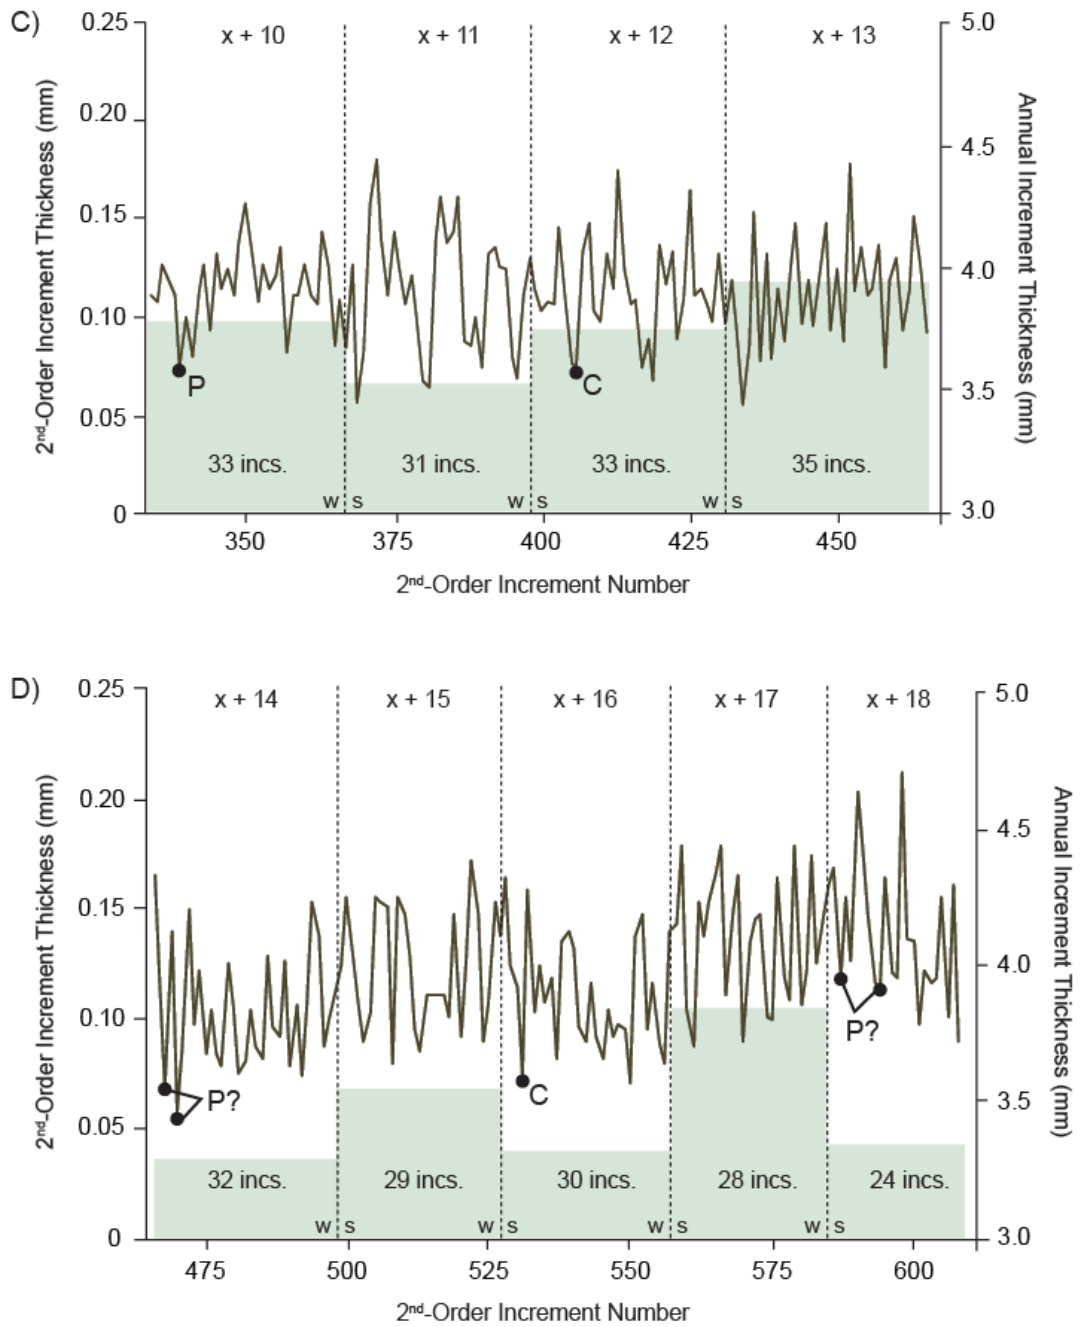 C)
0.25
0.20
0.15
0.10
0.05
0
2nd-Order Increment Thickness (mm)
x + 10
x + 11
x + 12
x + 13
5.0
4.5
4.0
3.5
3.0
Annual Increment Thickness (mm)
P
C
33 incs.
31 incs.
33 incs.
35 incs.
w s
w s
w s
350
375
400
425
450
2nd-Order Increment Number
D)
0.25
0.20
0.15
0.10
0.05
0
2nd-Order Increment Thickness (mm)
x + 14
x + 15
x + 16
x + 17
x + 18
5.0
4.5
4.0
3.5
3.0
Annual Increment Thickness (mm)
P?
C
P?
32 incs.
29 incs.
30 incs.
28 incs.
24 incs.
w s
w s
w s
w s
475
500
525
550
575
600
2nd-Order Increment Number